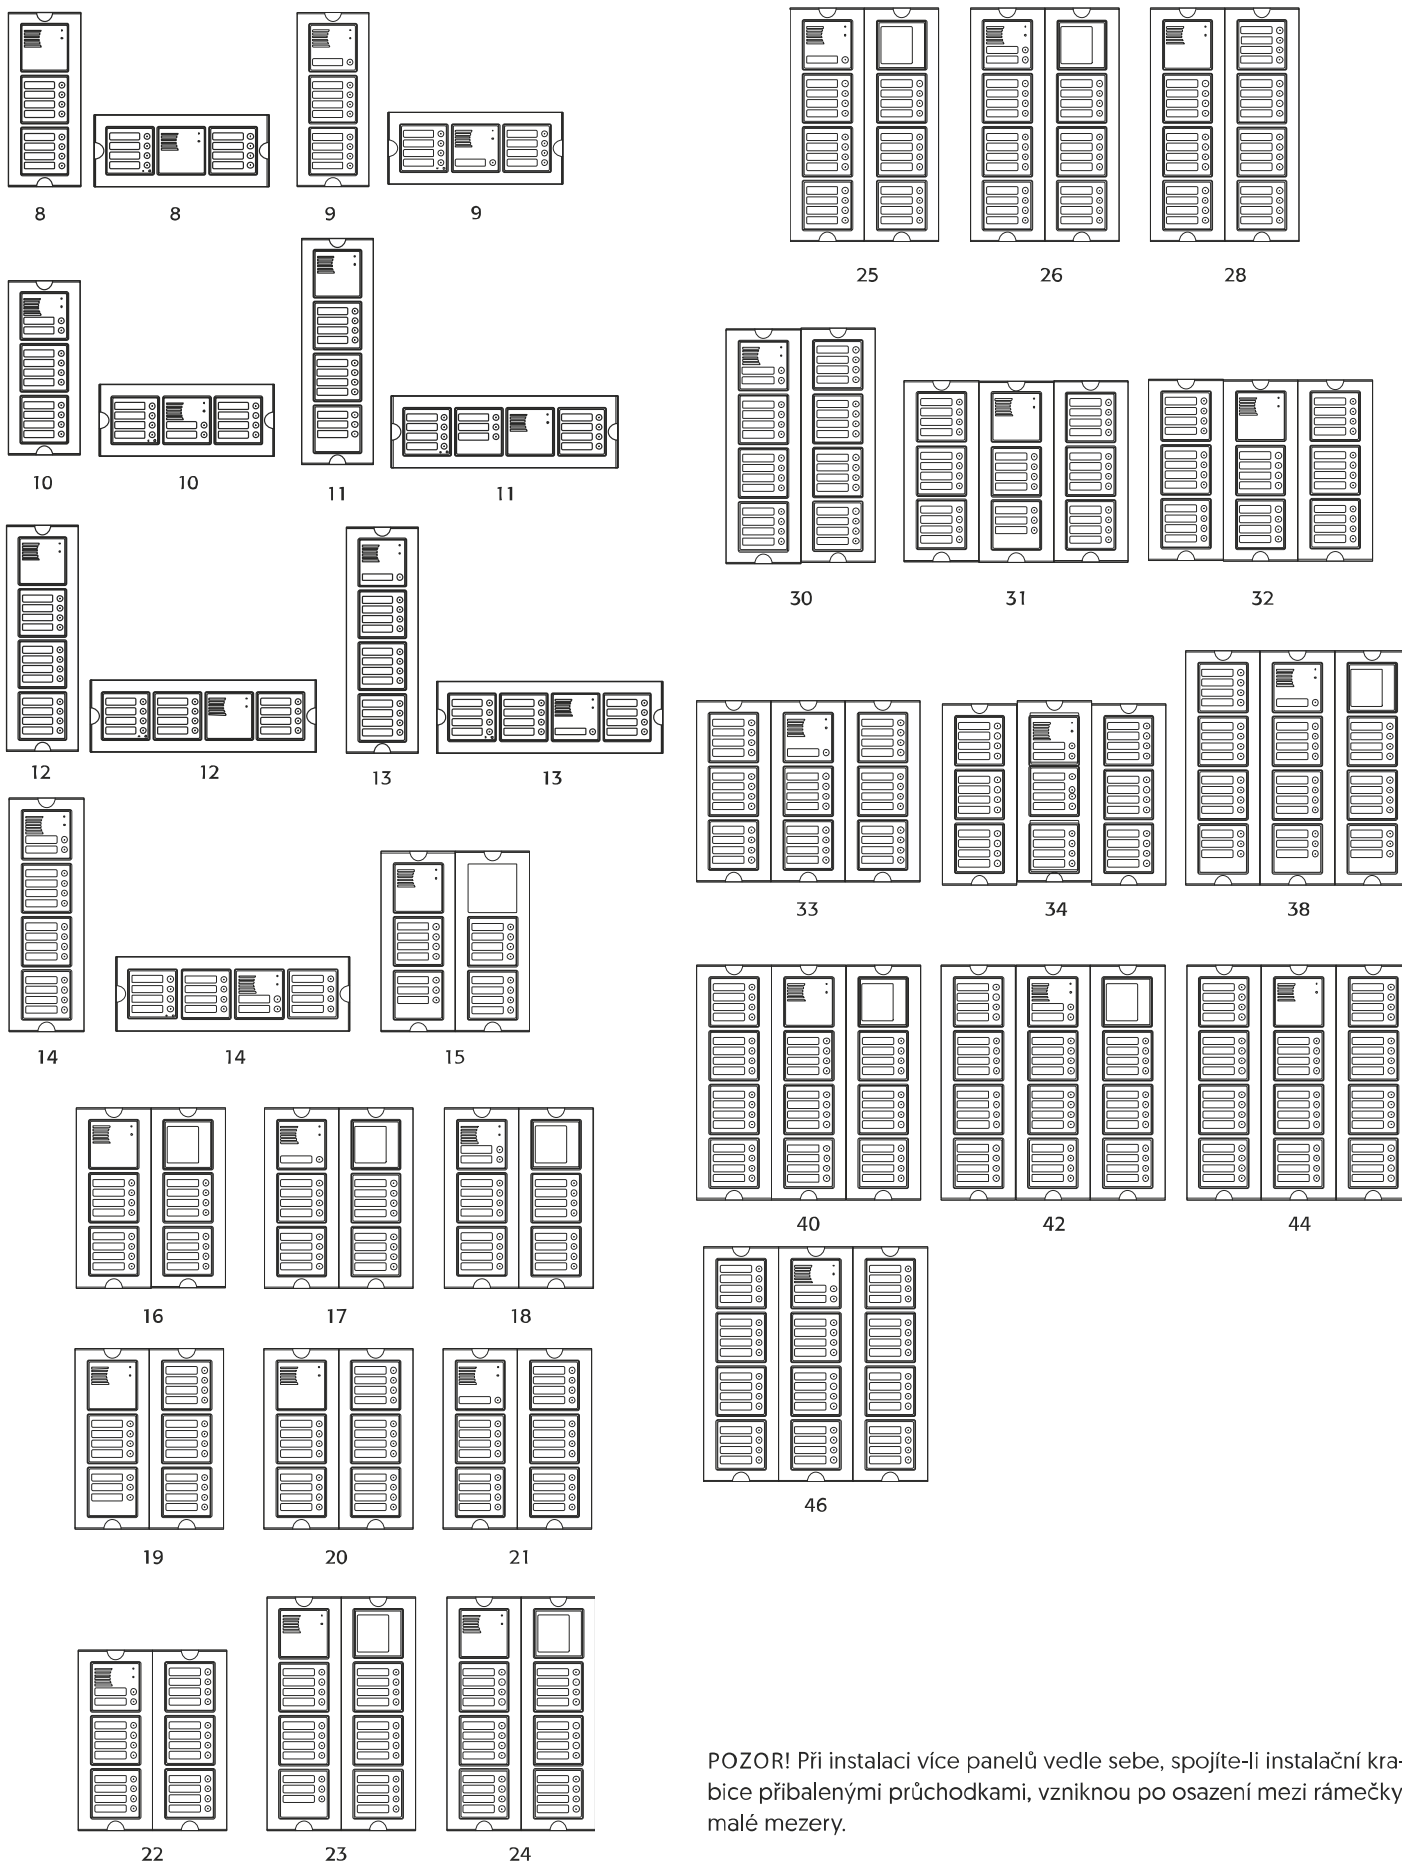 8 8 9 9
10 10 11 11
12 12 13 13
14 14 15
16 17 18
19 20 21
22 23 24
25 26 28
30 31 32
33 34 38
40 42 44
46
POZOR! Při instalaci více panelů vedle sebe, spojíte-li instalační kra-
bice přibalenými průchodkami, vzniknou po osazení mezi rámečky
malé mezery.